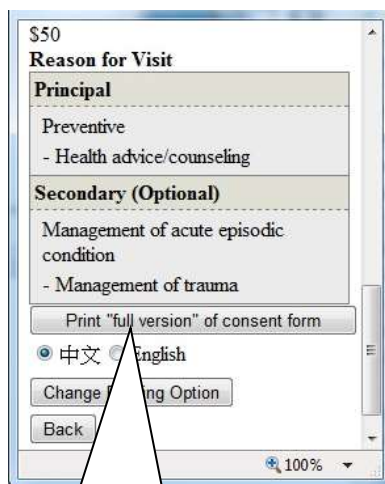 $50
Reason for Visit
Principal
Preventive
- Health advice/counseling
Secondary (Optional)
Management of acute episodic
condition
- Management of trauma
Print "full version" of consent form
中文 English
Change Option
Back
100%